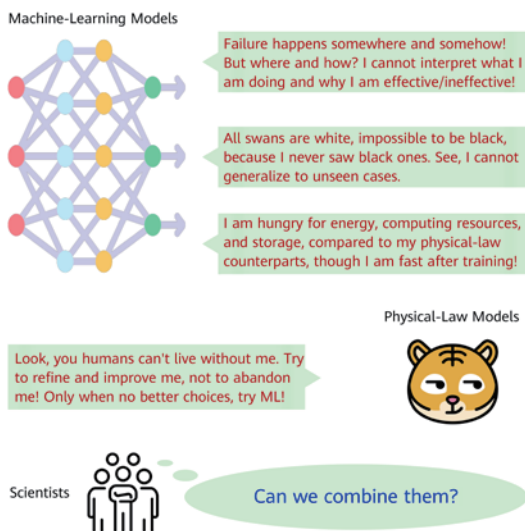 Machine-Learning Models
Failure happens somewhere and somehow!
But where and how? I cannot interpret what I
am doing and why I am effective/ineffective!
All swans are white, impossible to be black,
because I never saw black ones. See, I cannot
generalize to unseen cases.
I am hungry for energy, computing resources,
and storage, compared to my physical-law
counterparts, though I am fast after training!
Physical-Law Models
Look, you humans can't live without me. Try
to refine and improve me, not to abandon
me! Only when no better choices, try ML!
Scientists
Can we combine them?